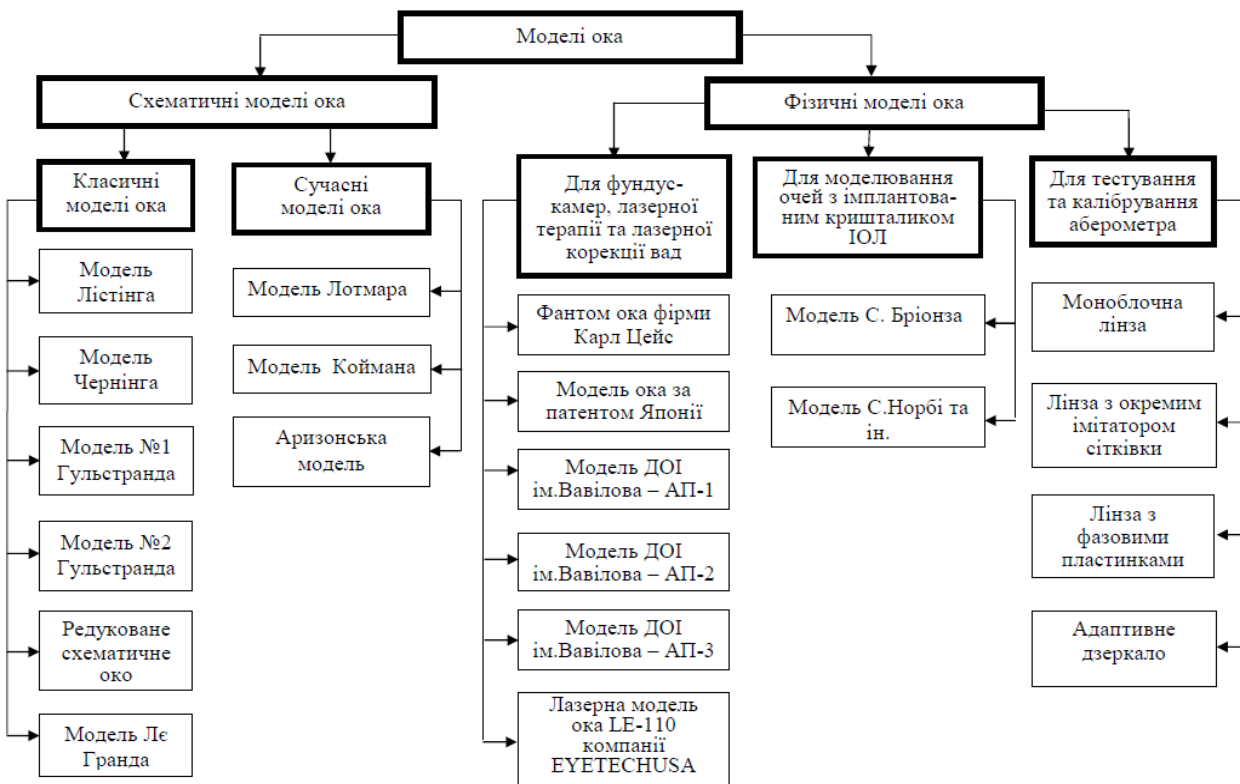 Моделі ока
Схематичні моделі ока
Фізичні моделі ока
Класичні
моделі ока
Сучасні
моделі ока
Для фундус-
камер, лазерної
терапії та лазерної
корекції вад
Для моделювання
очей з імплантова-
ним кришталиком
ІОЛ
Для тестування
та калібрування
аберометра
Модель
Лістінга
Модель
Чернінга
Модель №1
Гульстранда
Модель №2
Гульстранда
Редуковане
схематичне
око
Модель Лє
Гранда
Модель Лотмара
Модель Коймана
Аризонська
модель
Фантом ока фірми
Карл Цейс
Модель ока за
патентом Японії
Модель ДОІ
ім.Вавілова – АП-1
Модель ДОІ
ім.Вавілова – АП-2
Модель ДОІ
ім.Вавілова – АП-3
Лазерна модель
ока LE-110
компанії
EYETECHUSA
Модель С. Бріонза
Модель С.Норбі та
ін.
Моноблочна
лінза
Лінза з окремим
імітатором
сітківки
Лінза з
фазовими
пластинками
Адаптивне
дзеркало